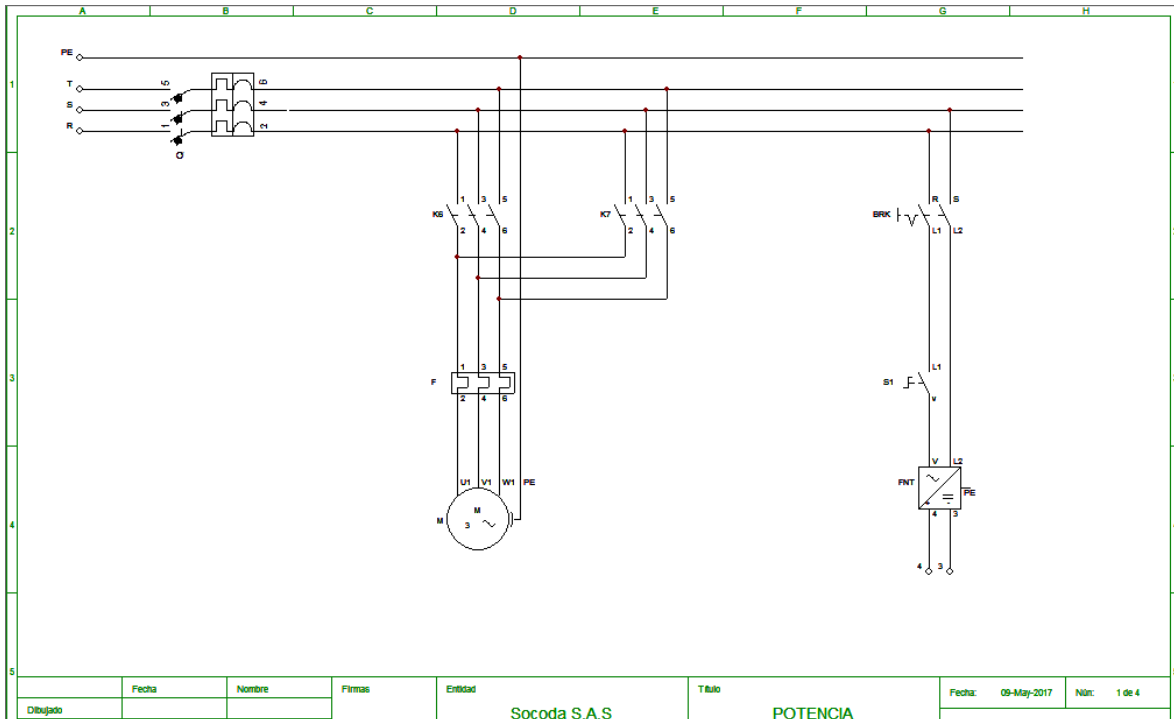 A B C D E F G H
PE
1
T 5 6
S 3 4
R 1 2
Q
1 3 5 1 3 5 R S
K6 K7 BRK
2
2 4 6 2 4 6 L1 L2
3
1 3 5 L1
F S1
2 4 6 v
V L2
U1 V1 W1 PE FNT PE
M
M 3
4
4 3
4 3
5
Fecha Nombre Firmas Entidad Título Fecha: 09-May-2017 Nún: 1 de 4
Dibujado
Socoda S.A.S POTENCIA